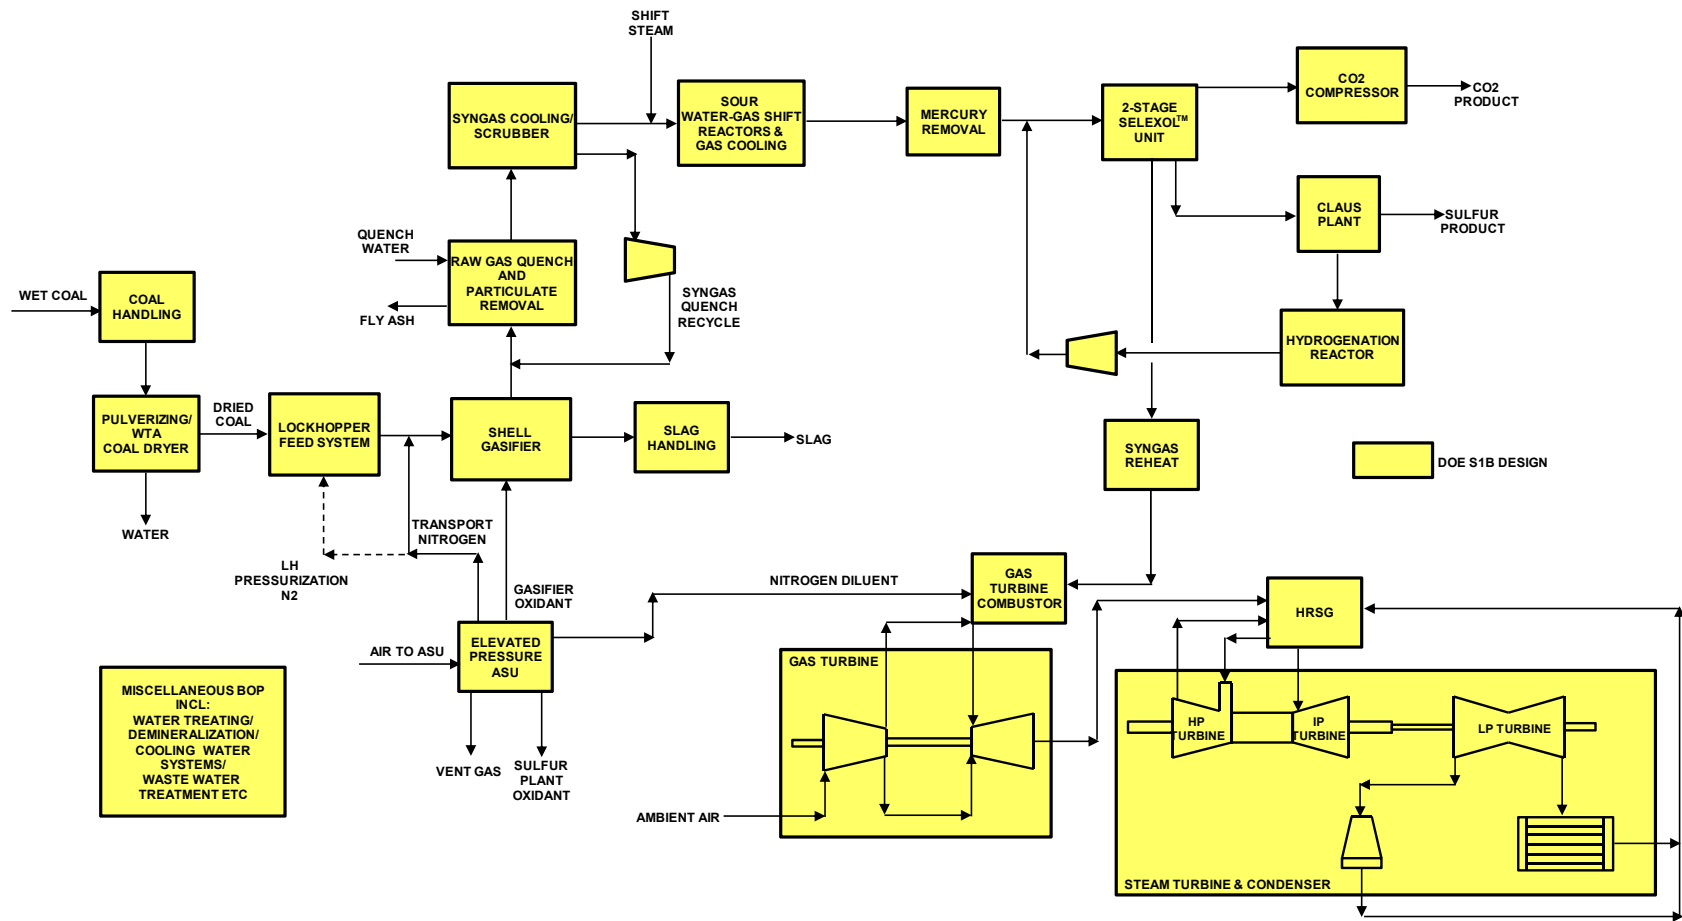 SHIFT
STEAM
SYNGAS COOLING/
SCRUBBER
SOUR
WATER-GAS SHIFT
REACTORS &
GAS COOLING
MERCURY
REMOVAL
2-STAGE
SELEXOL™
UNIT
CO2
COMPRESSOR
CO2
PRODUCT
CLAUS
PLANT
SULFUR
PRODUCT
QUENCH
WATER
RAW GAS QUENCH
AND
PARTICULATE
REMOVAL
FLY ASH
SYNGAS
QUENCH
RECYCLE
HYDROGENATION
REACTOR
WET COAL
COAL
HANDLING
PULVERIZING/
WTA
COAL DRYER
DRIED
COAL
LOCKHOPPER
FEED SYSTEM
SHELL
GASIFIER
SLAG
HANDLING
SLAG
SYNGAS
REHEAT
DOE S1B DESIGN
WATER
TRANSPORT
NITROGEN
LH
PRESSURIZATION
N2
GASIFIER
OXIDANT
NITROGEN DILUENT
GAS
TURBINE
COMBUSTOR
HRSG
AIR TO ASU
ELEVATED
PRESSURE
ASU
VENT GAS
SULFUR
PLANT
OXIDANT
MISCELLANEOUS BOP
INCL:
WATER TREATING/
DEMINERALIZATION/
COOLING WATER
SYSTEMS/
WASTE WATER
TREATMENT ETC
GAS TURBINE
AMBIENT AIR
HP
TURBINE
IP
TURBINE
LP TURBINE
STEAM TURBINE & CONDENSER